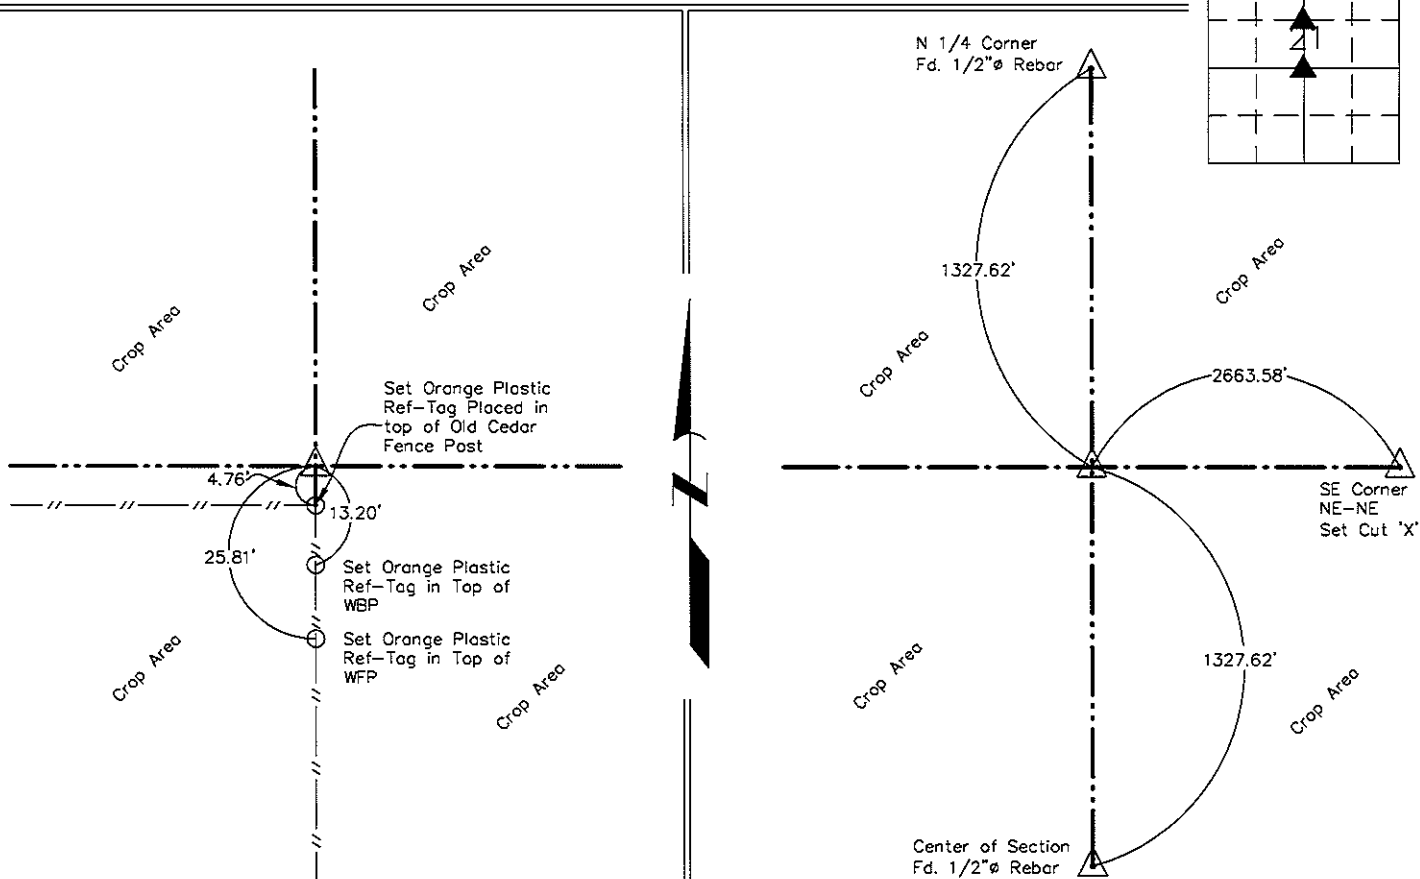 21
N 1/4 Corner
Fd. 1/2"ø Rebar
Crop Area
Crop Area
Set Orange Plastic
Ref-Tag Placed in
top of Old Cedar
Fence Post
4.76'
13.20'
25.81'
Set Orange Plastic
Ref-Tag in Top of
WBP
Set Orange Plastic
Ref-Tag in Top of
WFP
Crop Area
Crop Area
N
1327.62'
Crop Area
Crop Area
2663.58'
SE Corner
NE-NE
Set Cut 'X'
1327.62'
Crop Area
Crop Area
Center of Section
Fd. 1/2"ø Rebar